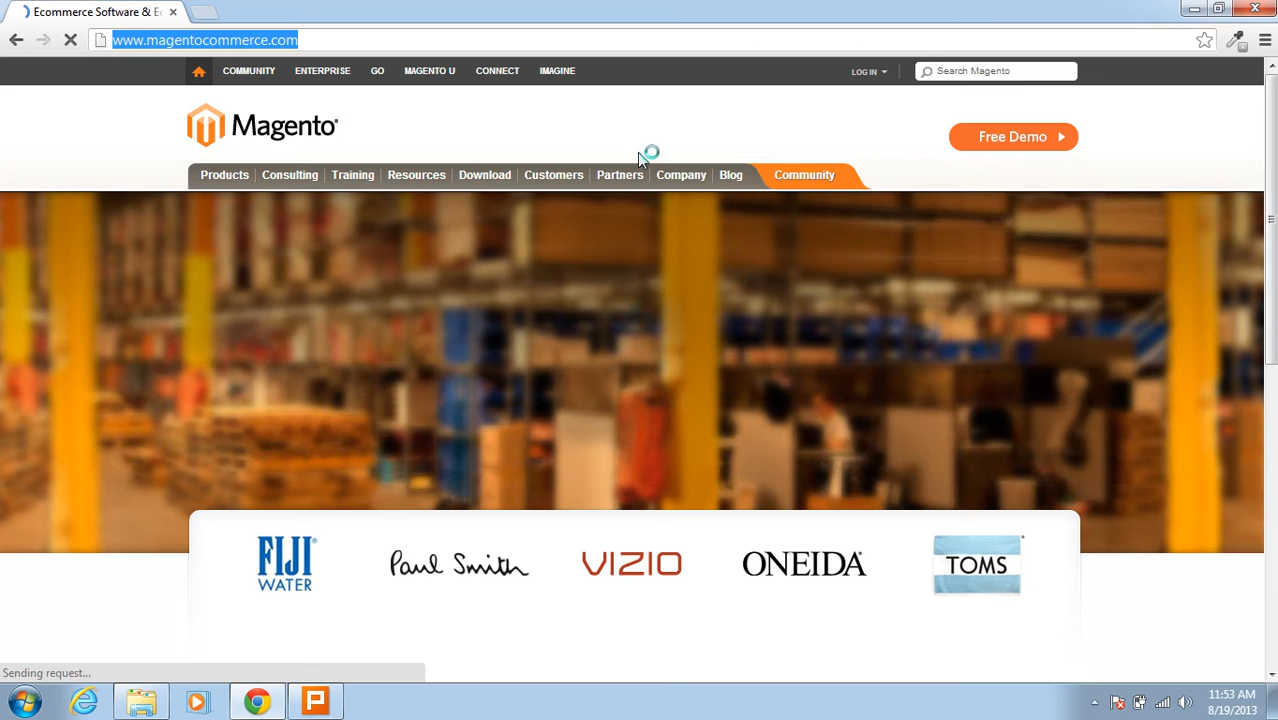 Ecommerce Software & E
www.magentocommerce.com
COMMUNITY ENTERPRISE GO MAGENTO U CONNECT IMAGINE LOG IN Search Magento
Magento®
Free Demo
Products Consulting Training Resources Download Customers Partners Company Blog Community
FIJI WATER
Paul Smith
VIZIO
ONEIDA®
TOMS
Sending request...
11:53 AM
8/19/2013